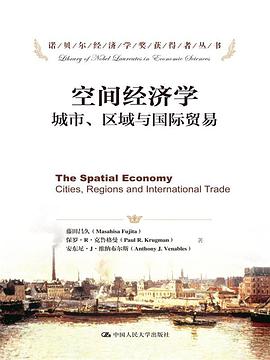 诺/贝/尔/经/济/学/奖/获/得/者/丛/书
Library of Nobel Laureates in Economic Sciences
空间经济学
城市、区域与国际贸易
The Spatial Economy
Cities, Regions and International Trade
藤田昌久（Masahisa Fujita）
保罗·R·克鲁格曼（Paul R. Krugman） 著
安东尼·J·维纳布尔斯（Anthony J. Venables）
中国人民大学出版社